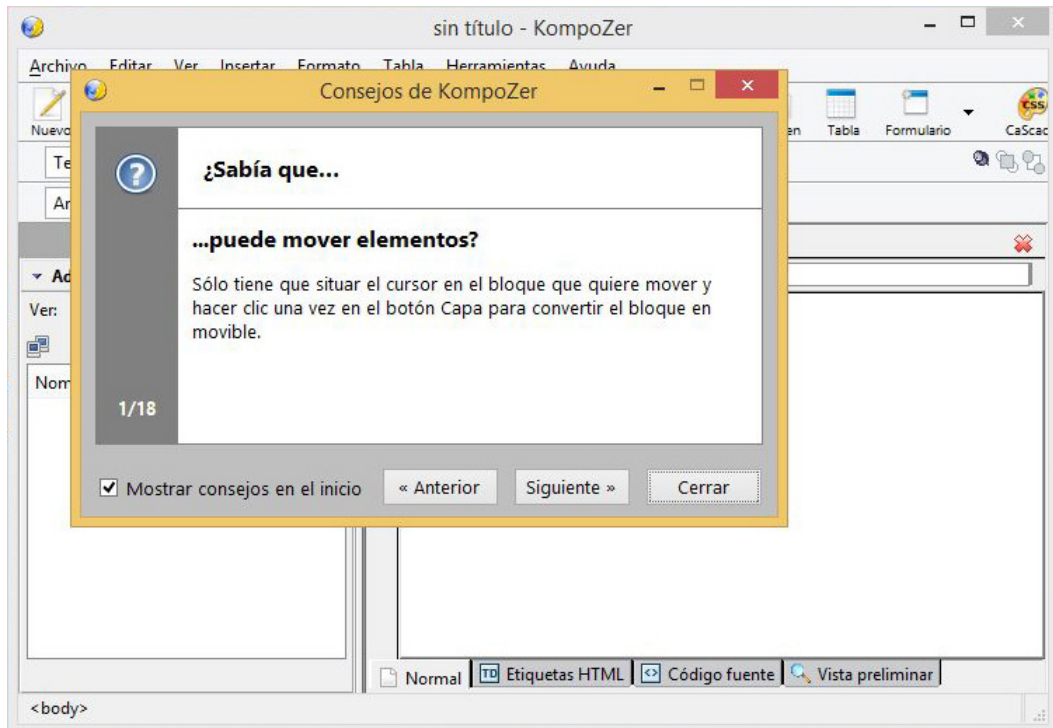 sin título - KompoZer
Archivo Editar Ver Insertar Formato Tabla Herramientas Ayuda
Consejos de KompoZer
Tabla Formulario
¿Sabía que...
...puede mover elementos?
Sólo tiene que situar el cursor en el bloque que quiere mover y
hacer clic una vez en el botón Capa para convertir el bloque en
movible.
Ver:
1/18
Mostrar consejos en el inicio « Anterior Siguiente » Cerrar
Normal TD Etiquetas HTML Código fuente Vista preliminar
<body>